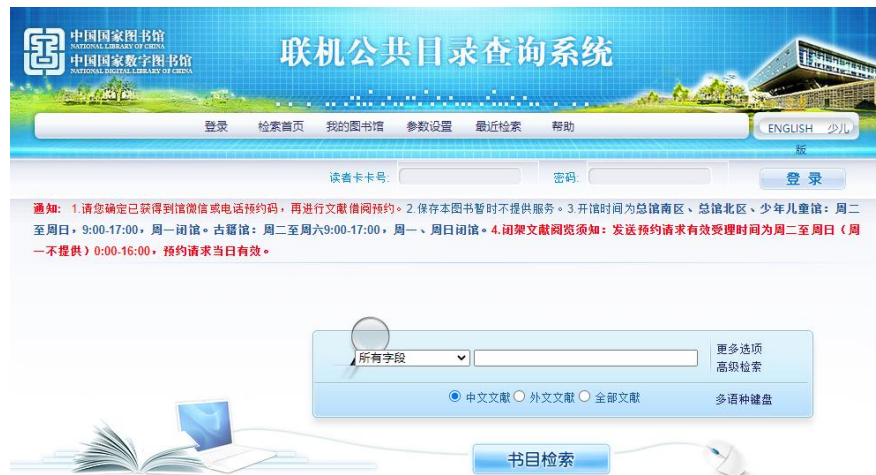 中国国家图书馆
NATIONAL LIBRARY OF CHINA
中国国家数字图书馆
NATIONAL DIGITAL LIBRARY OF CHINA
联机公共目录查询系统
登录 检索首页 我的图书馆 参数设置 最近检索 帮助 ENGLISH 少儿
版
读者卡卡号: 密码: 登 录
通知: 1.请您确定已获得到馆微信或电话预约码，再进行文献借阅预约。2.保存本图书暂时不提供服务。3.开馆时间为总馆南区、总馆北区、少年儿童馆：周二
至周日，9:00-17:00，周一闭馆。古籍馆：周二至周六9:00-17:00，周一、周日闭馆。4.闭架文献阅览须知：发送预约请求有效受理时间为周二至周日（周
一不提供）0:00-16:00，预约请求当日有效。
所有字段 更多选项
高级检索
中文文献 外文文献 全部文献 多语种键盘
书目检索